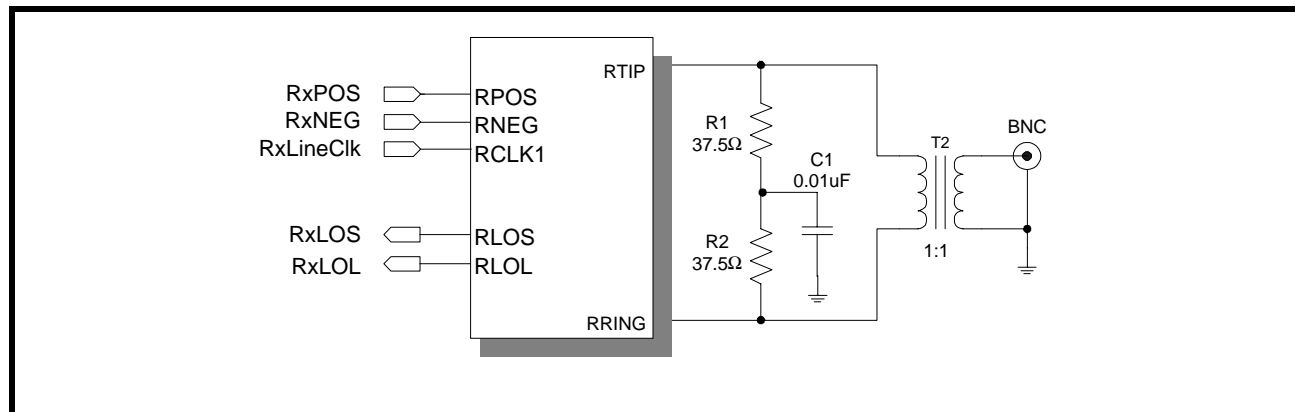 RTIP
RxPOS
RPOS
RxNEG
RNEG
RxLineClk
RCLK1
R1
37.5Ω
C1
0.01uF
T2
BNC
RxLOS
RLOS
RxLOL
RLOL
R2
37.5Ω
1:1
RRING